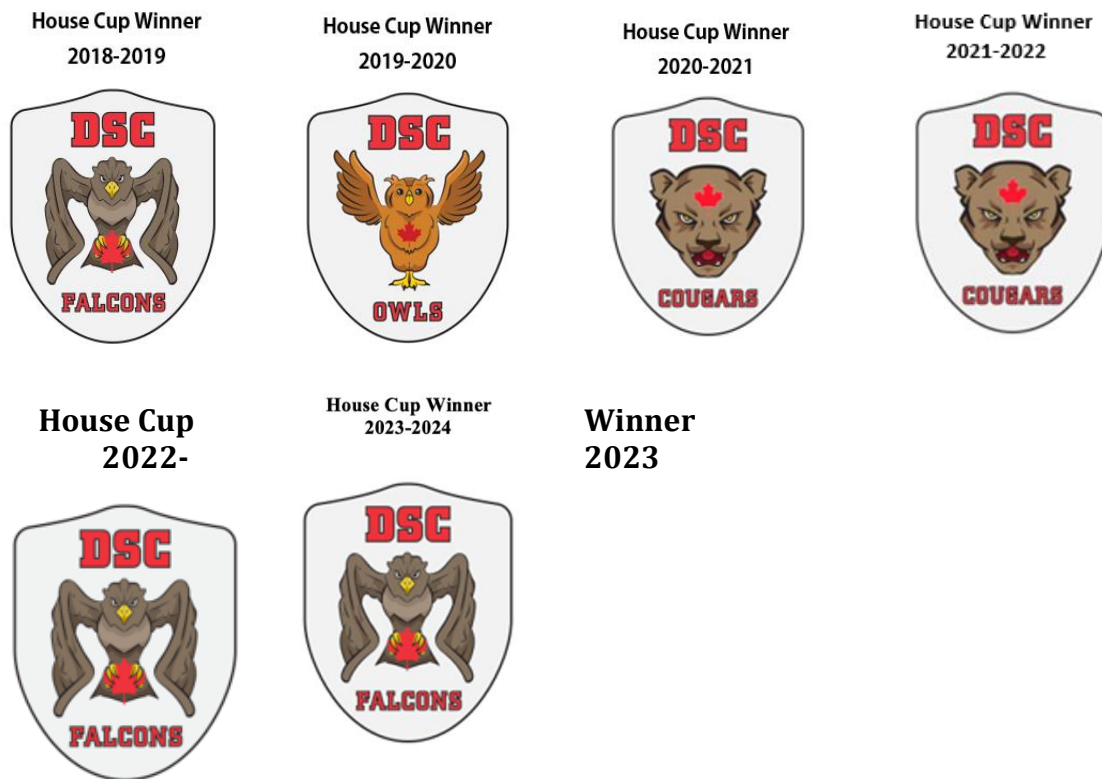 House Cup Winner
2018-2019
DSC
FALCONS
House Cup Winner
2019-2020
DSC
OWLS
House Cup Winner
2020-2021
DSC
COUGARS
House Cup Winner
2021-2022
DSC
COUGARS
House Cup
2022-
DSC
FALCONS
House Cup Winner
2023-2024
DSC
FALCONS
Winner
2023